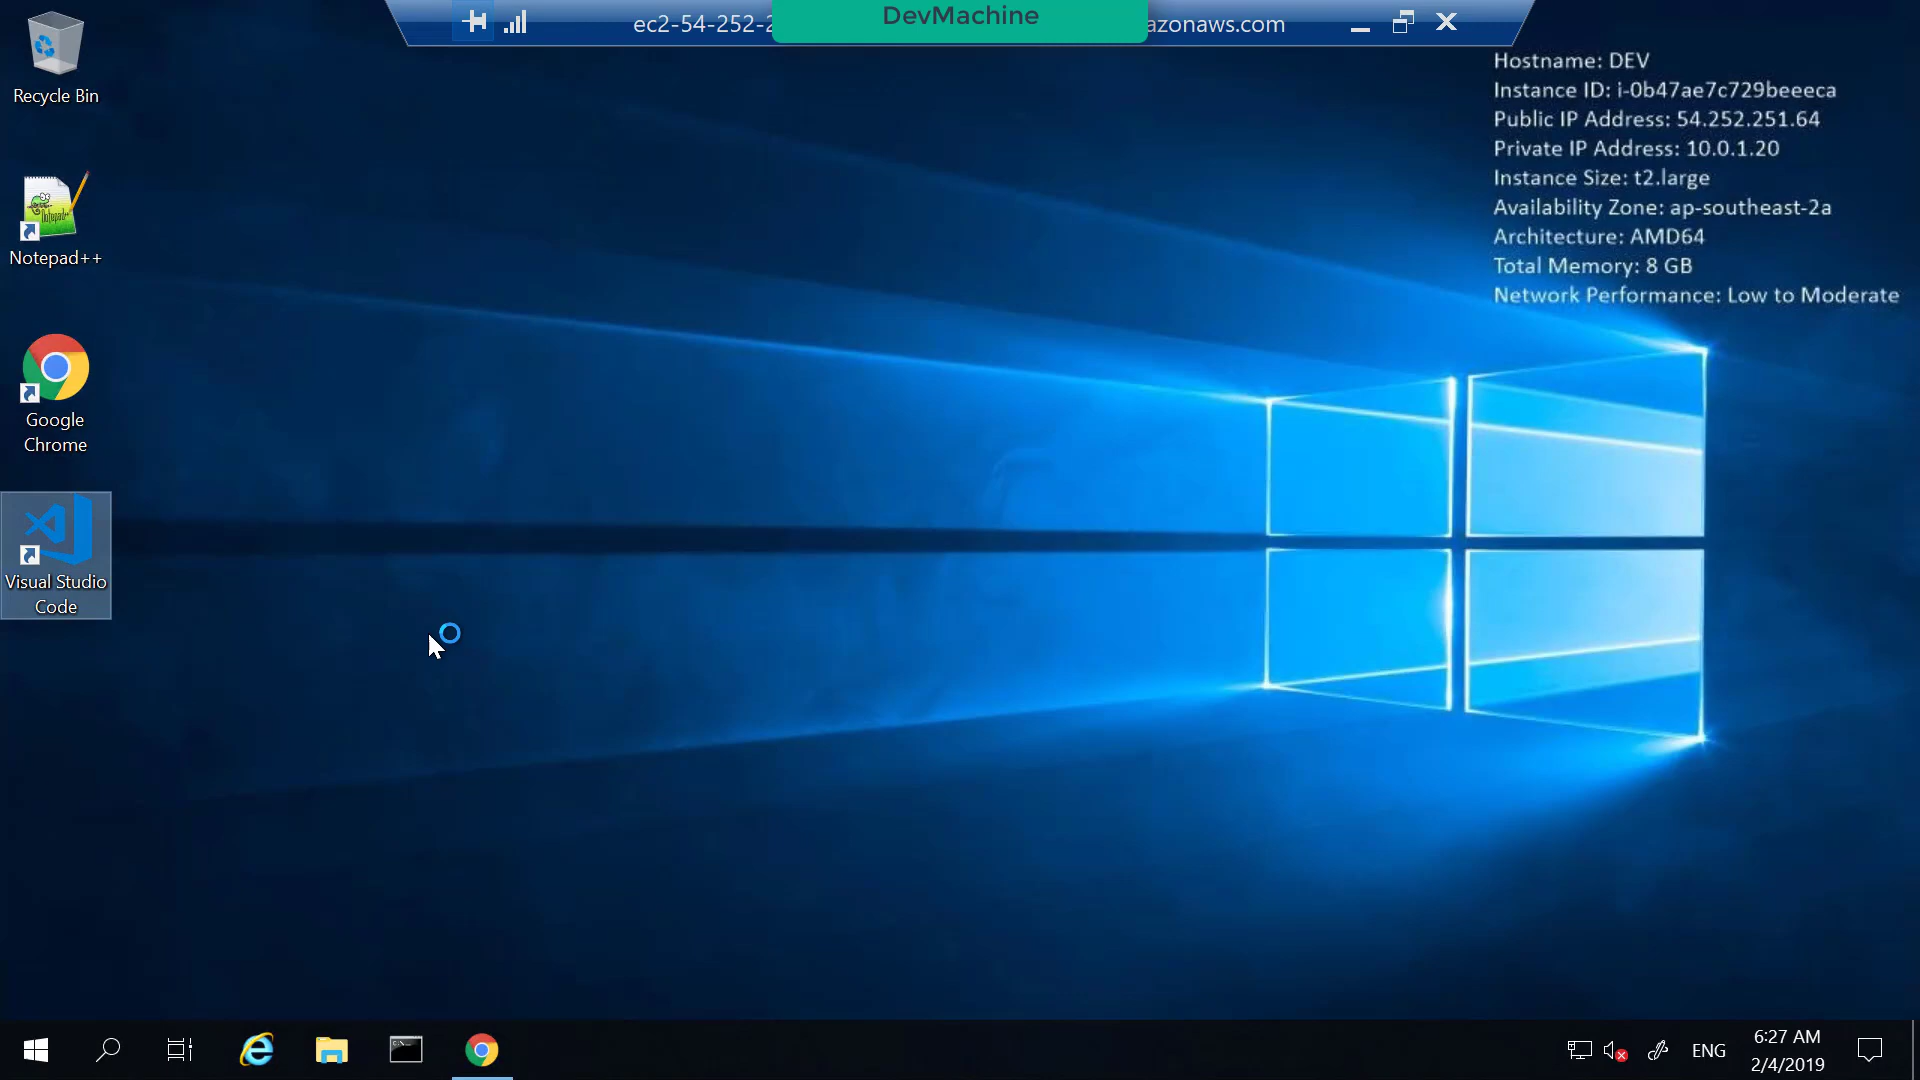 ec2-54-252-2
DevMachine
azonaws.com
Hostname: DEV
Instance ID: i-0b47ae7c729beeeca
Public IP Address: 54.252.251.64
Private IP Address: 10.0.1.20
Instance Size: t2.large
Availability Zone: ap-southeast-2a
Architecture: AMD64
Total Memory: 8 GB
Network Performance: Low to Moderate
Recycle Bin
Notepad++
Google
Chrome
Visual Studio
Code
ENG
6:27 AM
2/4/2019